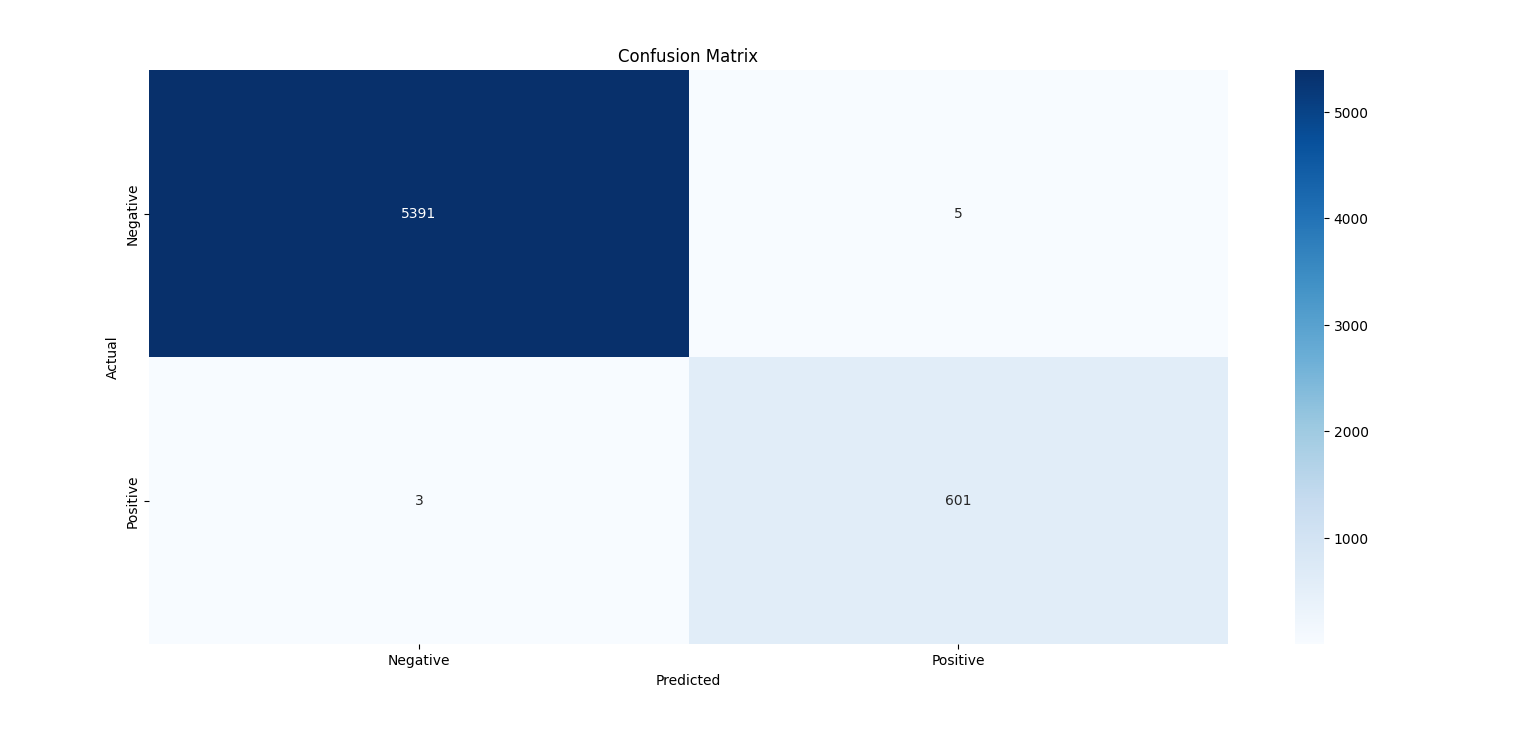 Confusion Matrix
Negative
5391
5
5000
4000
3000
2000
1000
Actual
Positive
3
601
Negative
Positive
Predicted